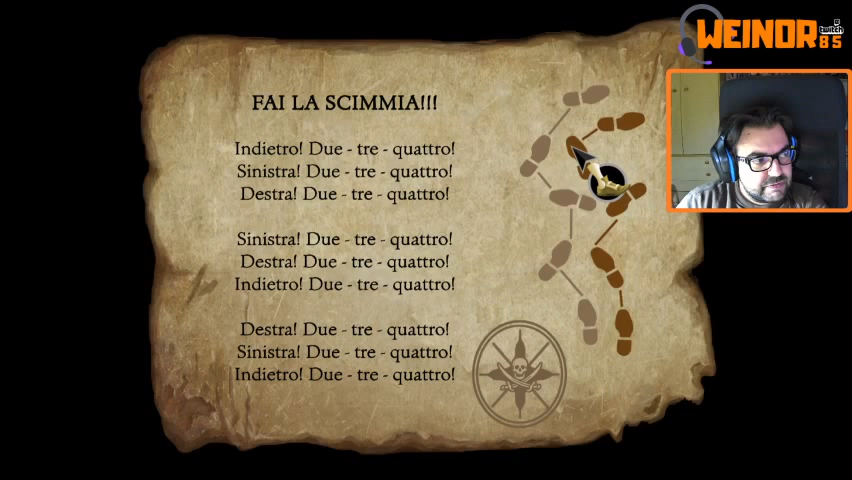 WEINOR
85
twitch
FAI LA SCIMMIA!!!
Indietro! Due - tre - quattro!
Sinistra! Due - tre - quattro!
Destra! Due - tre - quattro!
Sinistra! Due - tre - quattro!
Destra! Due - tre - quattro!
Indietro! Due - tre - quattro!
Destra! Due - tre - quattro!
Sinistra! Due - tre - quattro!
Indietro! Due - tre - quattro!